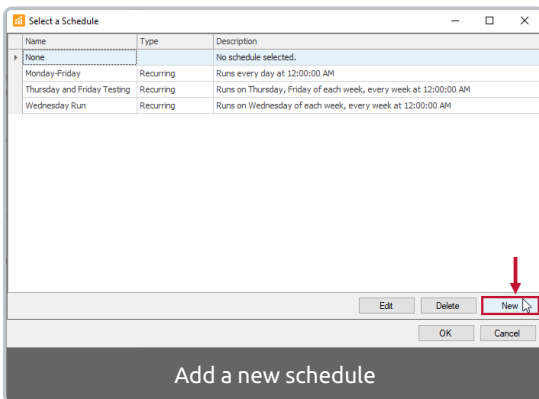 Select a Schedule
Name Type Description
None No schedule selected.
Monday-Friday Recurring Runs every day at 12:00:00 AM
Thursday and Friday Testing Recurring Runs on Thursday, Friday of each week, every week at 12:00:00 AM
Wednesday Run Recurring Runs on Wednesday of each week, every week at 12:00:00 AM
Edit Delete New
OK Cancel
Add a new schedule